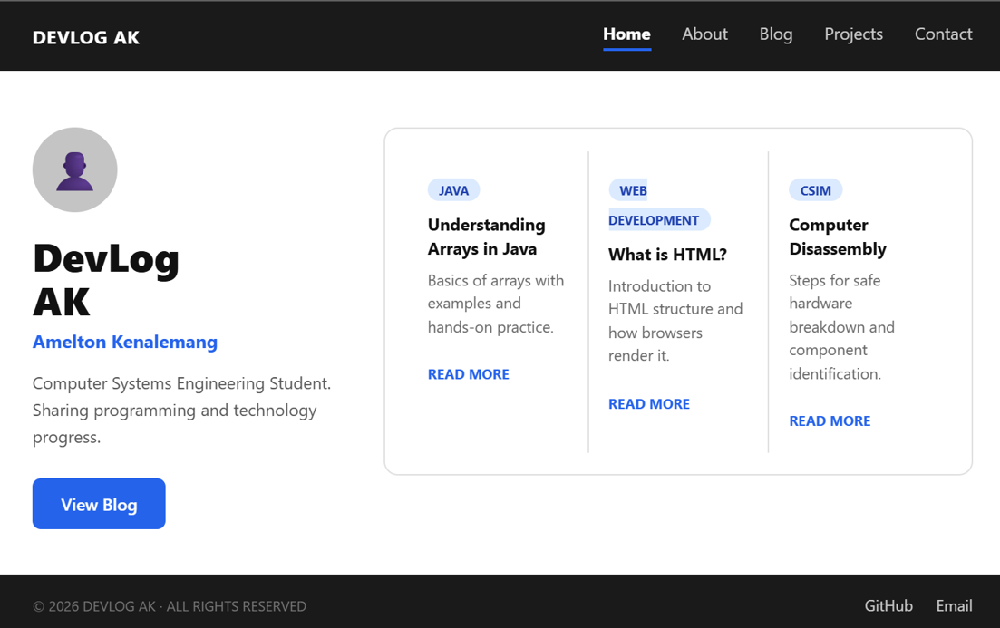 DEVLOG AK
Home About Blog Projects Contact
DevLog
AK
Amelton Kenalemang
Computer Systems Engineering Student.
Sharing programming and technology
progress.
View Blog
JAVA
Understanding
Arrays in Java
Basics of arrays with
examples and
hands-on practice.
READ MORE
WEB
DEVELOPMENT
What is HTML?
Introduction to
HTML structure and
how browsers
render it.
READ MORE
CSIM
Computer
Disassembly
Steps for safe
hardware
breakdown and
component
identification.
READ MORE
© 2026 DEVLOG AK · ALL RIGHTS RESERVED
GitHub Email